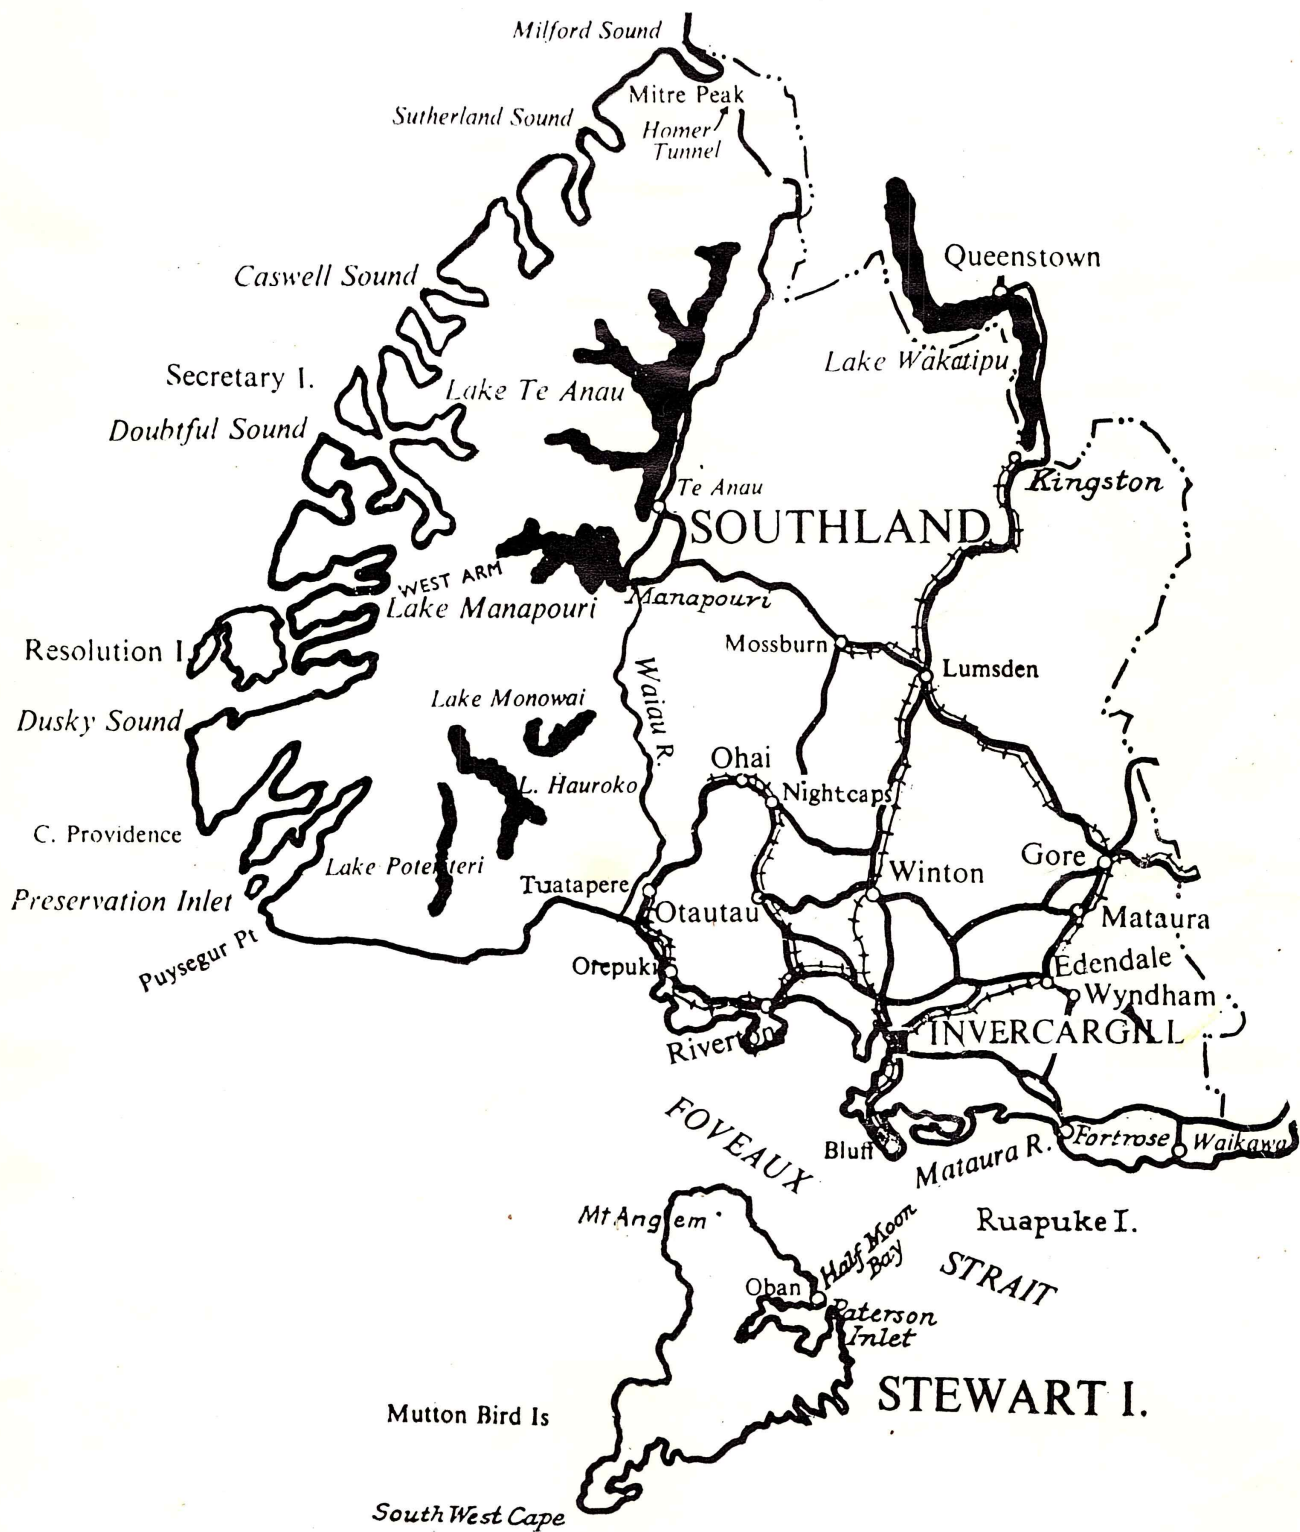 Milford Sound
Mitre Peak
Sutherland Sound
Homer
Tunnel
Queenstown
Caswell Sound
Lake Wakatipu
Secretary I.
Lake Te Anau
Doubtful Sound
Te Anau
Kingston
SOUTHLAND
WEST ARM
Lake Manapouri
Manapouri
Resolution I.
Mossburn
Lumsden
Lake Monowai
Waiau R.
Dusky Sound
Ohai
L. Hauroko
Nightcaps
C. Providence
Gore
Lake Poteriteri
Tuatapere
Winton
Preservation Inlet
Otautau
Mataura
Puysegur Pt
Orepuki
Edendale
Wyndham
Riverton
INVERCARGILL
FOVEAUX
Bluff
Mataura R.
Fortrose
Waikawa
Mt Anglem
Half Moon
Bay
Ruapuke I.
STRAIT
Oban
Paterson
Inlet
STEWART I.
Mutton Bird Is
South West Cape